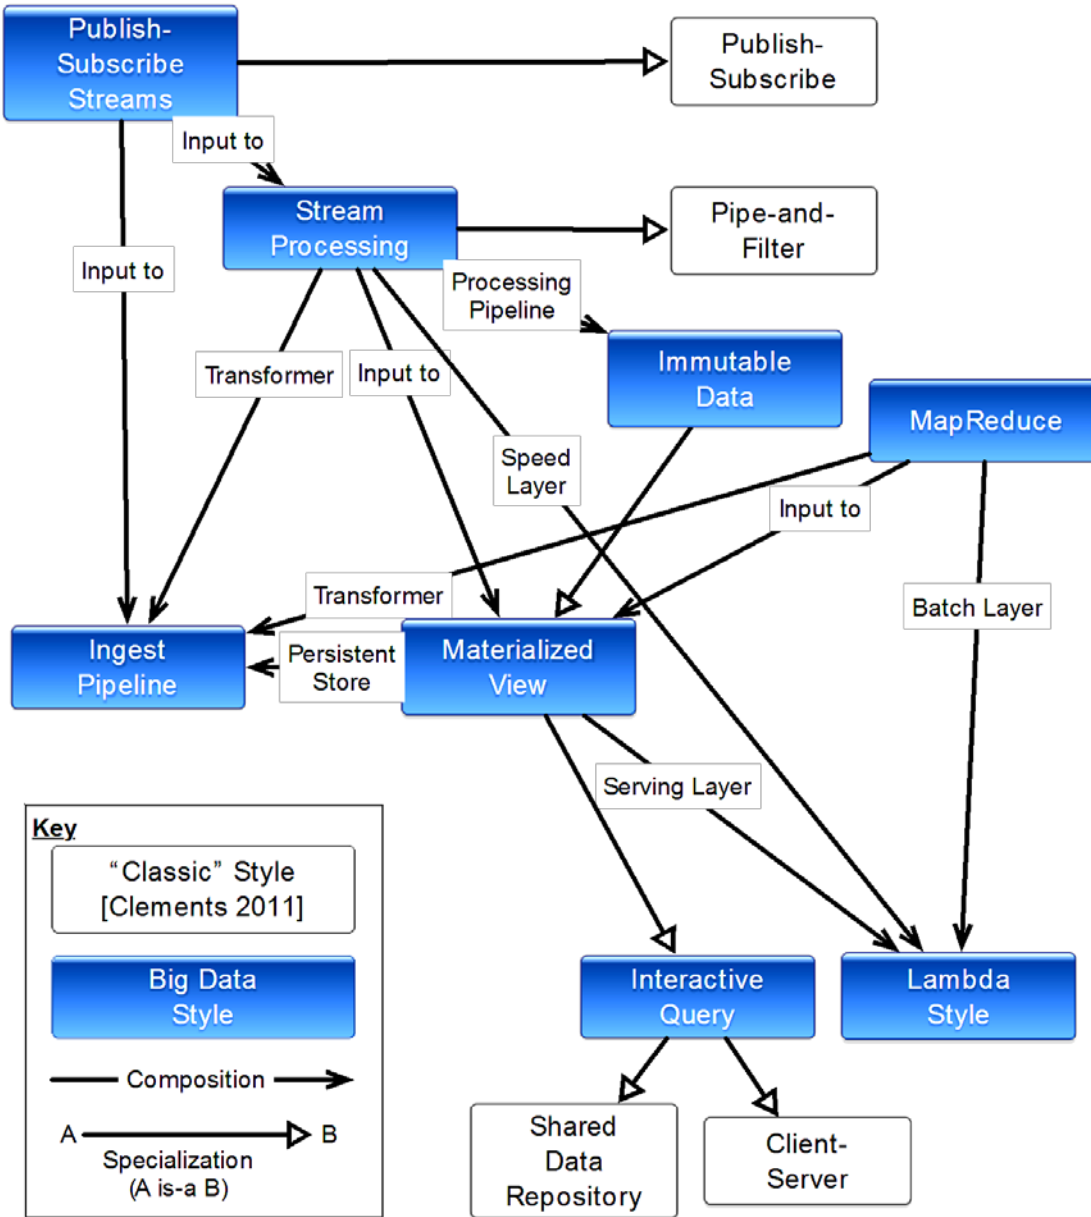 Publish-
Subscribe
Streams
Publish-
Subscribe
Input to
Stream
Processing
Pipe-and-
Filter
Input to
Processing
Pipeline
Transformer
Input to
Immutable
Data
MapReduce
Speed
Layer
Input to
Transformer
Batch Layer
Ingest
Pipeline
Persistent
Store
Materialized
View
Serving Layer
Key
“Classic” Style
[Clements 2011]
Big Data
Style
Composition
A
B
Specialization
(A is-a B)
Interactive
Query
Lambda
Style
Shared
Data
Repository
Client-
Server